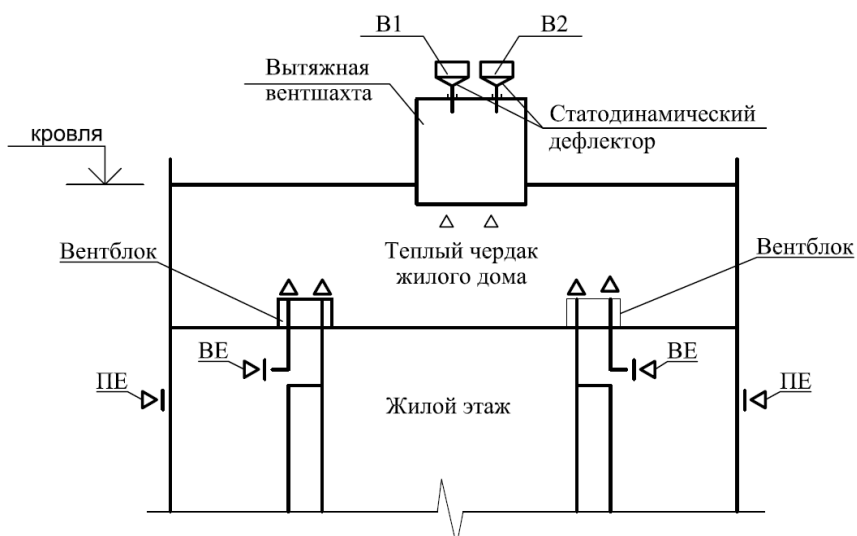 В1
В2
Вытяжная
вентшахта
Статодинамический
дефлектор
кровля
Вентблок
Теплый чердак
жилого дома
Вентблок
ВЕ
ВЕ
ПЕ
ПЕ
Жилой этаж